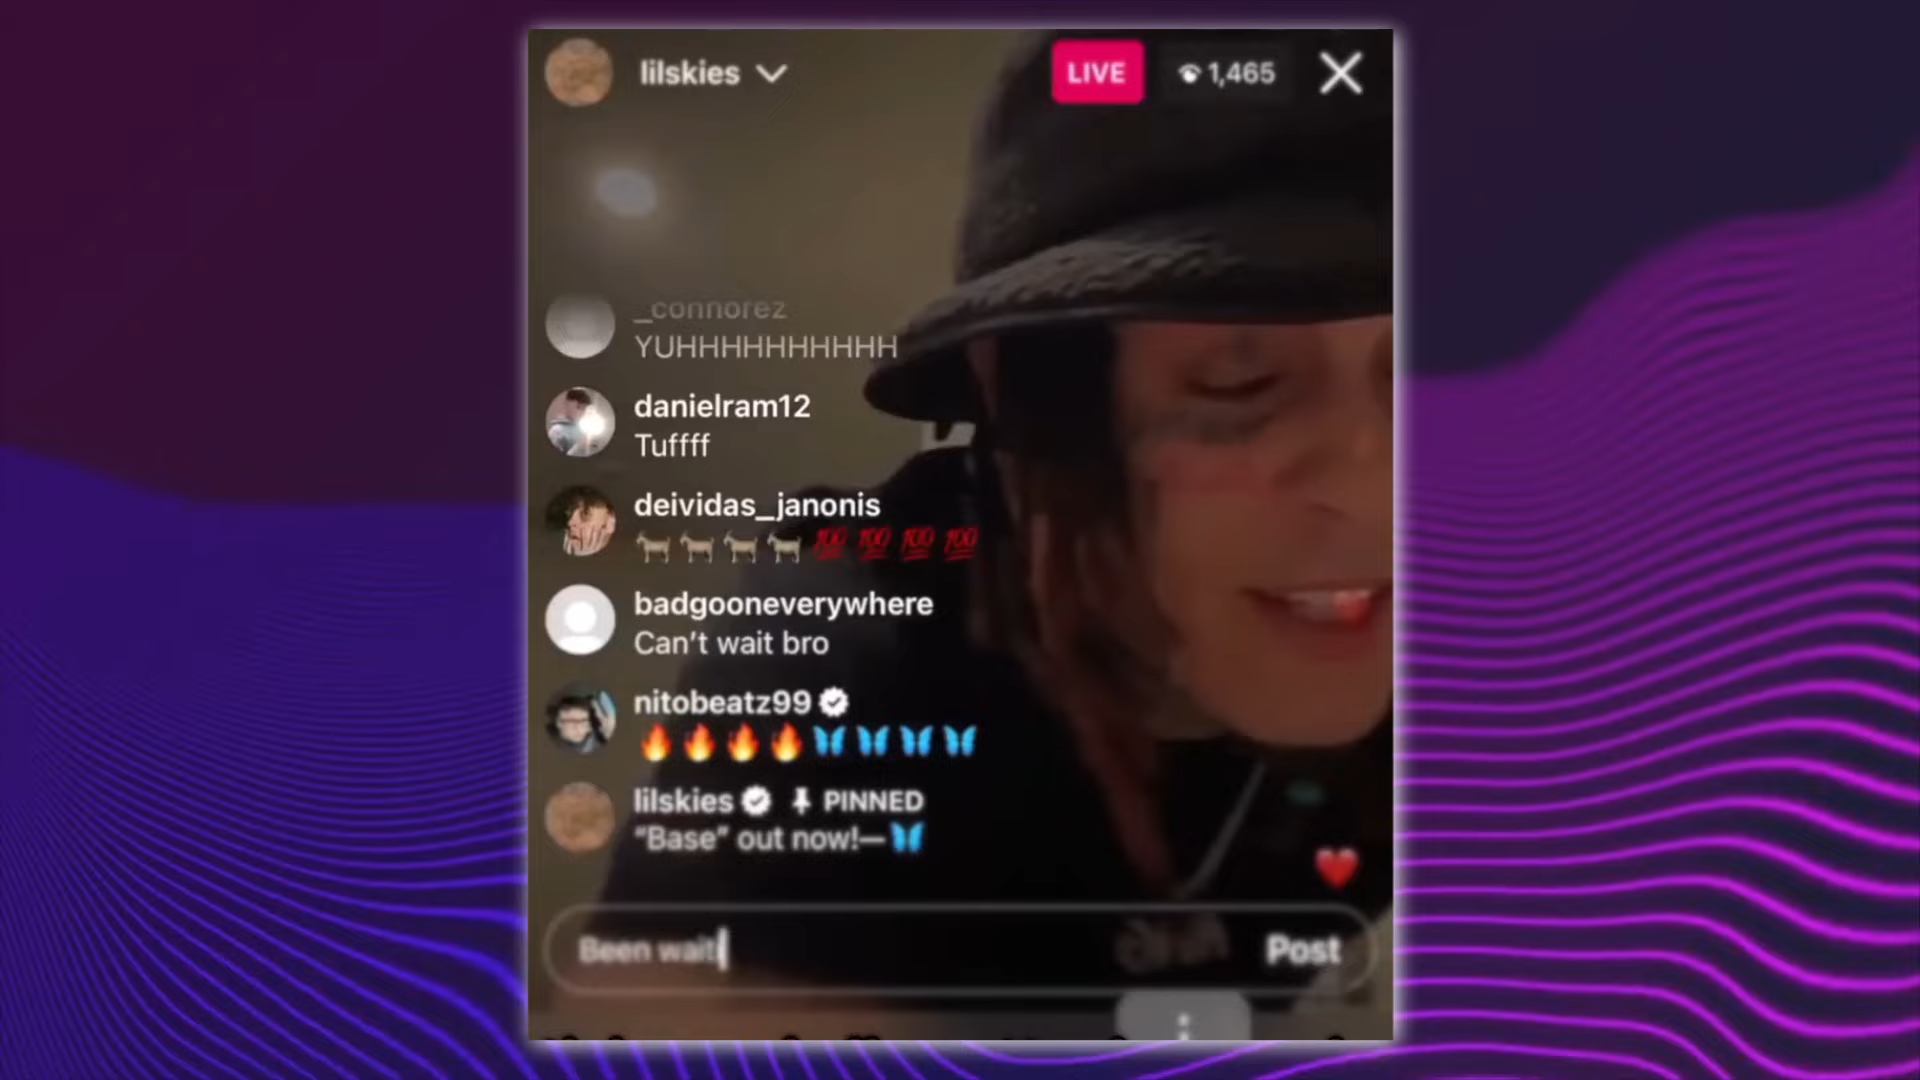 lilskies
LIVE 1,465
_connorez
YUHHHHHHHHHH
danielram12
Tuffff
deividas_janonis
🐐🐐🐐🐐💯💯💯💯
badgooneverywhere
Can't wait bro
nitobeatz99
🔥🔥🔥🔥🦋🦋🦋🦋
lilskies PINNED
“Base” out now!—🦋
Been wait
Post